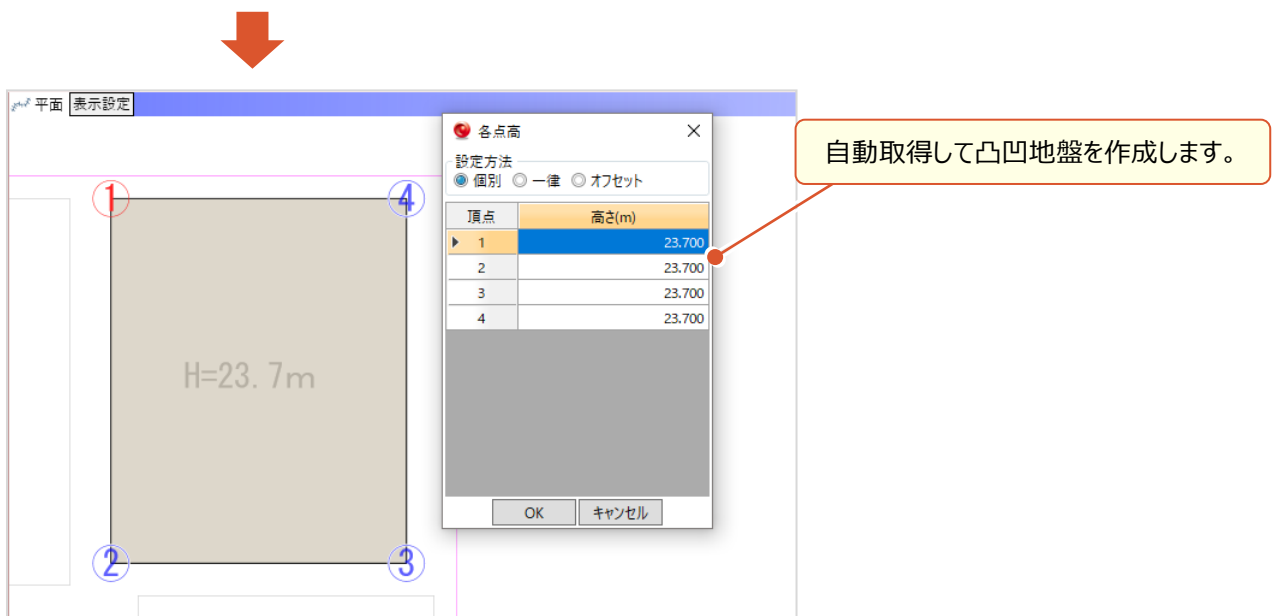 平面 表示設定
各点高
自動取得して凸凹地盤を作成します。
設定方法
個別 一律 オフセット
頂点 高さ(m)
1 23.700
2 23.700
3 23.700
4 23.700
OK キャンセル
① ④
H=23.7m
② ③